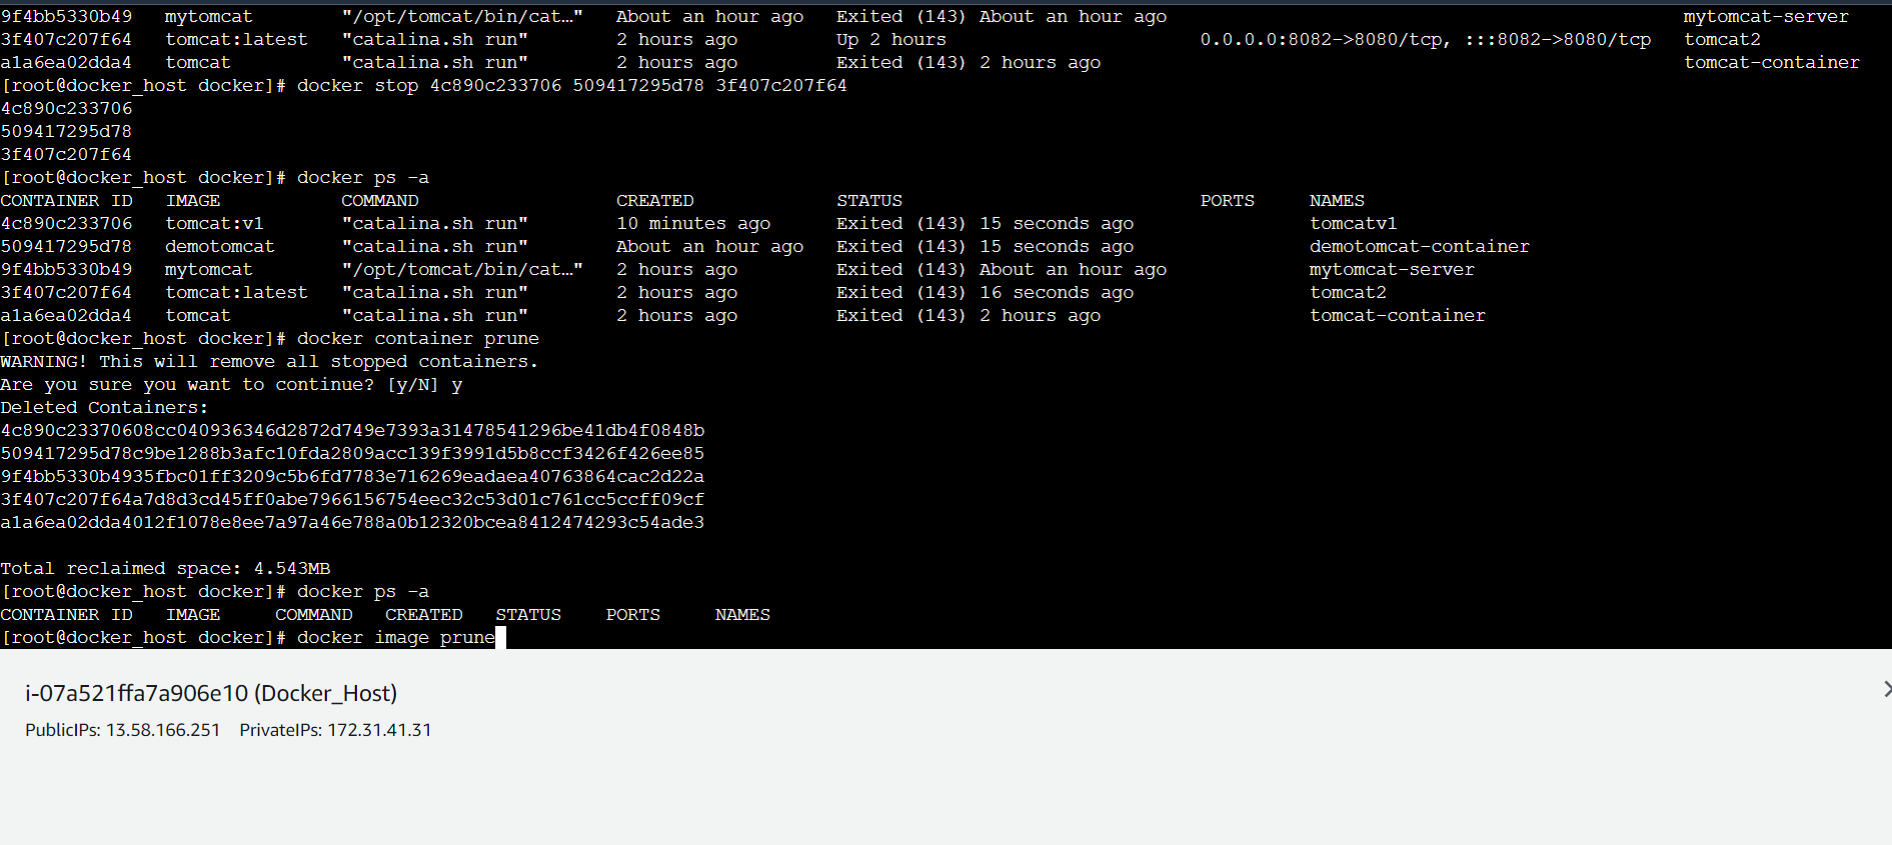 9f4bb5330b49   mytomcat        "/opt/tomcat/bin/cat…"   About an hour ago   Exited (143) About an hour ago                                               mytomcat-server
3f407c207f64   tomcat:latest   "catalina.sh run"        2 hours ago         Up 2 hours                       0.0.0.0:8082->8080/tcp, :::8082->8080/tcp   tomcat2
a1a6ea02dda4   tomcat          "catalina.sh run"        2 hours ago         Exited (143) 2 hours ago                                                     tomcat-container
[root@docker_host docker]# docker stop 4c890c233706 509417295d78 3f407c207f64
4c890c233706
509417295d78
3f407c207f64
[root@docker_host docker]# docker ps -a
CONTAINER ID   IMAGE           COMMAND                  CREATED             STATUS                           PORTS     NAMES
4c890c233706   tomcat:v1       "catalina.sh run"        10 minutes ago      Exited (143) 15 seconds ago                tomcatv1
509417295d78   demotomcat      "catalina.sh run"        About an hour ago   Exited (143) 15 seconds ago                demotomcat-container
9f4bb5330b49   mytomcat        "/opt/tomcat/bin/cat…"   2 hours ago         Exited (143) About an hour ago             mytomcat-server
3f407c207f64   tomcat:latest   "catalina.sh run"        2 hours ago         Exited (143) 16 seconds ago                tomcat2
a1a6ea02dda4   tomcat          "catalina.sh run"        2 hours ago         Exited (143) 2 hours ago                   tomcat-container
[root@docker_host docker]# docker container prune
WARNING! This will remove all stopped containers.
Are you sure you want to continue? [y/N] y
Deleted Containers:
4c890c23370608cc040936346d2872d749e7393a31478541296be41db4f0848b
509417295d78c9be1288b3afc10fda2809acc139f3991d5b8ccf3426f426ee85
9f4bb5330b4935fbc01ff3209c5b6fd7783e716269eadaea40763864cac2d22a
3f407c207f64a7d8d3cd45ff0abe7966156754eec32c53d01c761cc5ccff09cf
a1a6ea02dda4012f1078e8ee7a97a46e788a0b12320bcea8412474293c54ade3

Total reclaimed space: 4.543MB
[root@docker_host docker]# docker ps -a
CONTAINER ID   IMAGE     COMMAND   CREATED   STATUS    PORTS     NAMES
[root@docker_host docker]# docker image prune
i-07a521ffa7a906e10 (Docker_Host)
PublicIPs: 13.58.166.251   PrivateIPs: 172.31.41.31